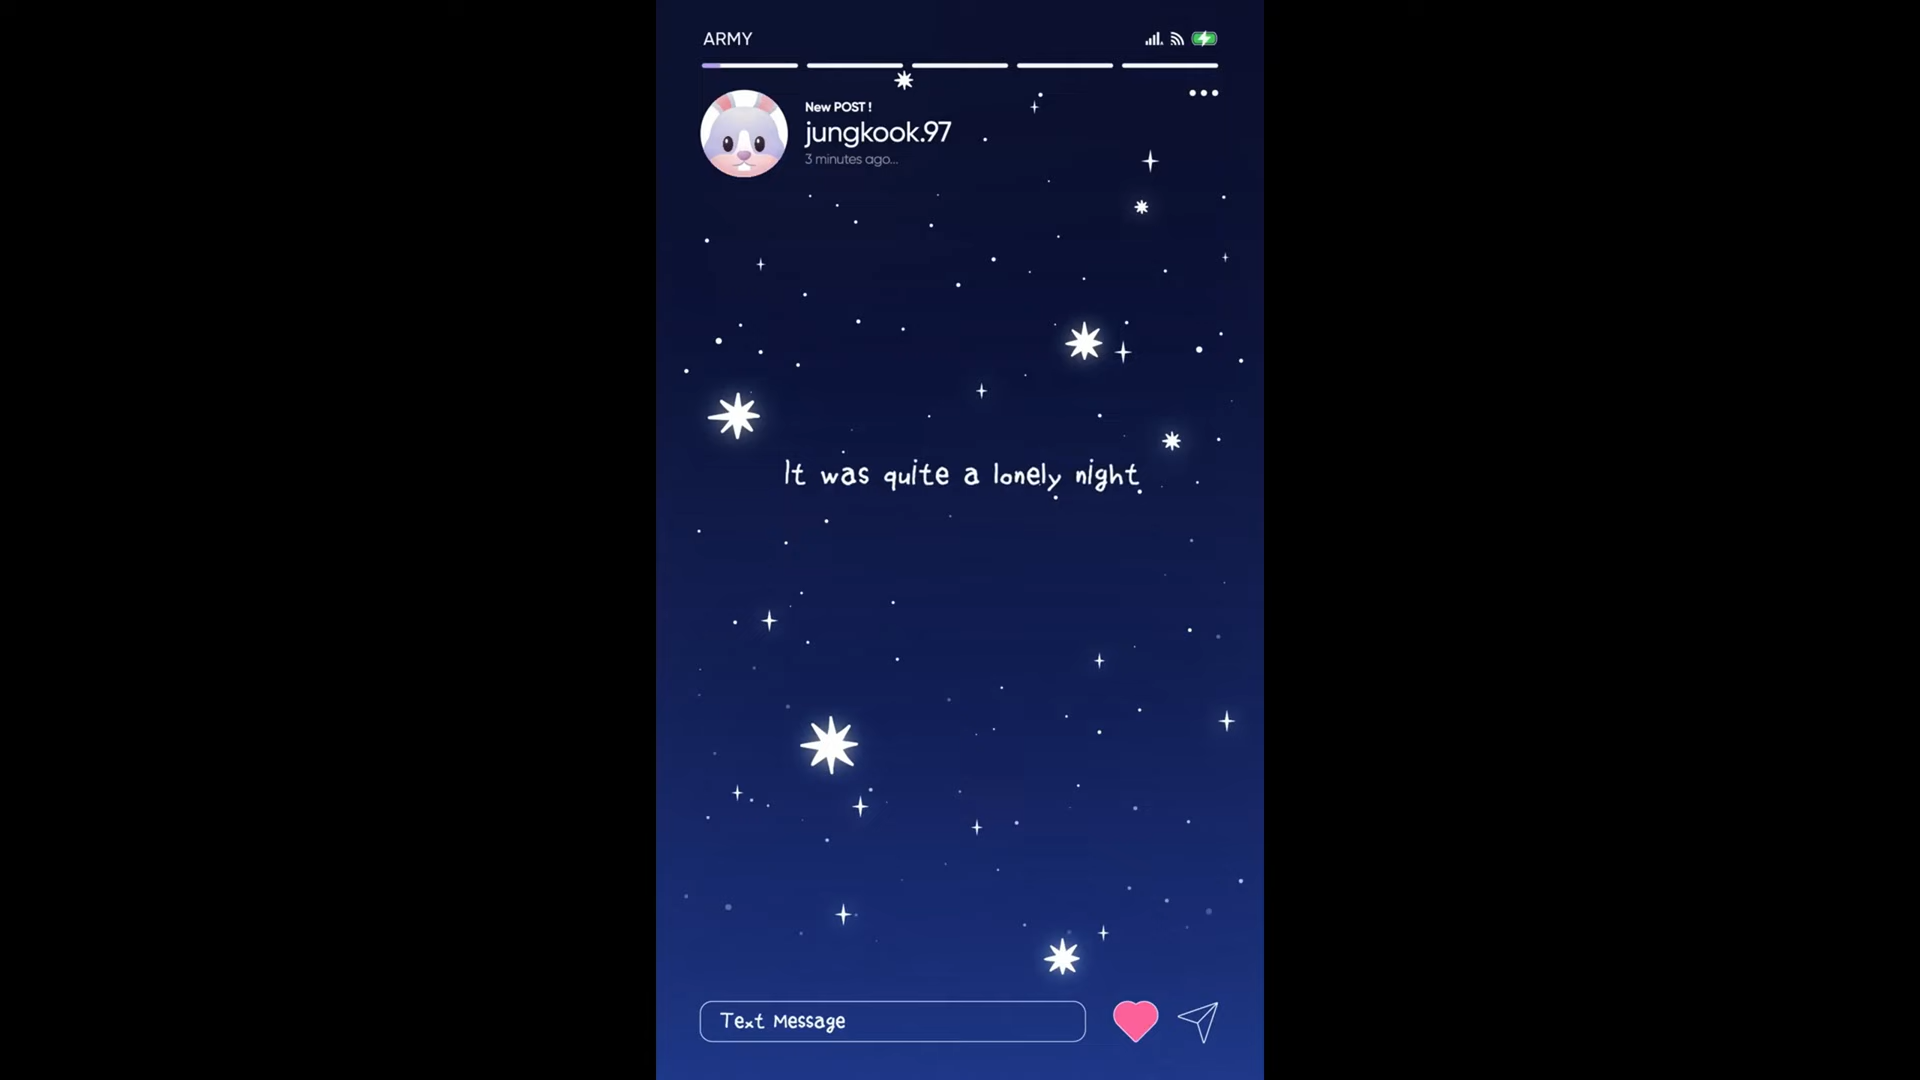 ARMY
New POST !
jungkook.97
3 minutes ago...
It was quite a lonely night
Text Message